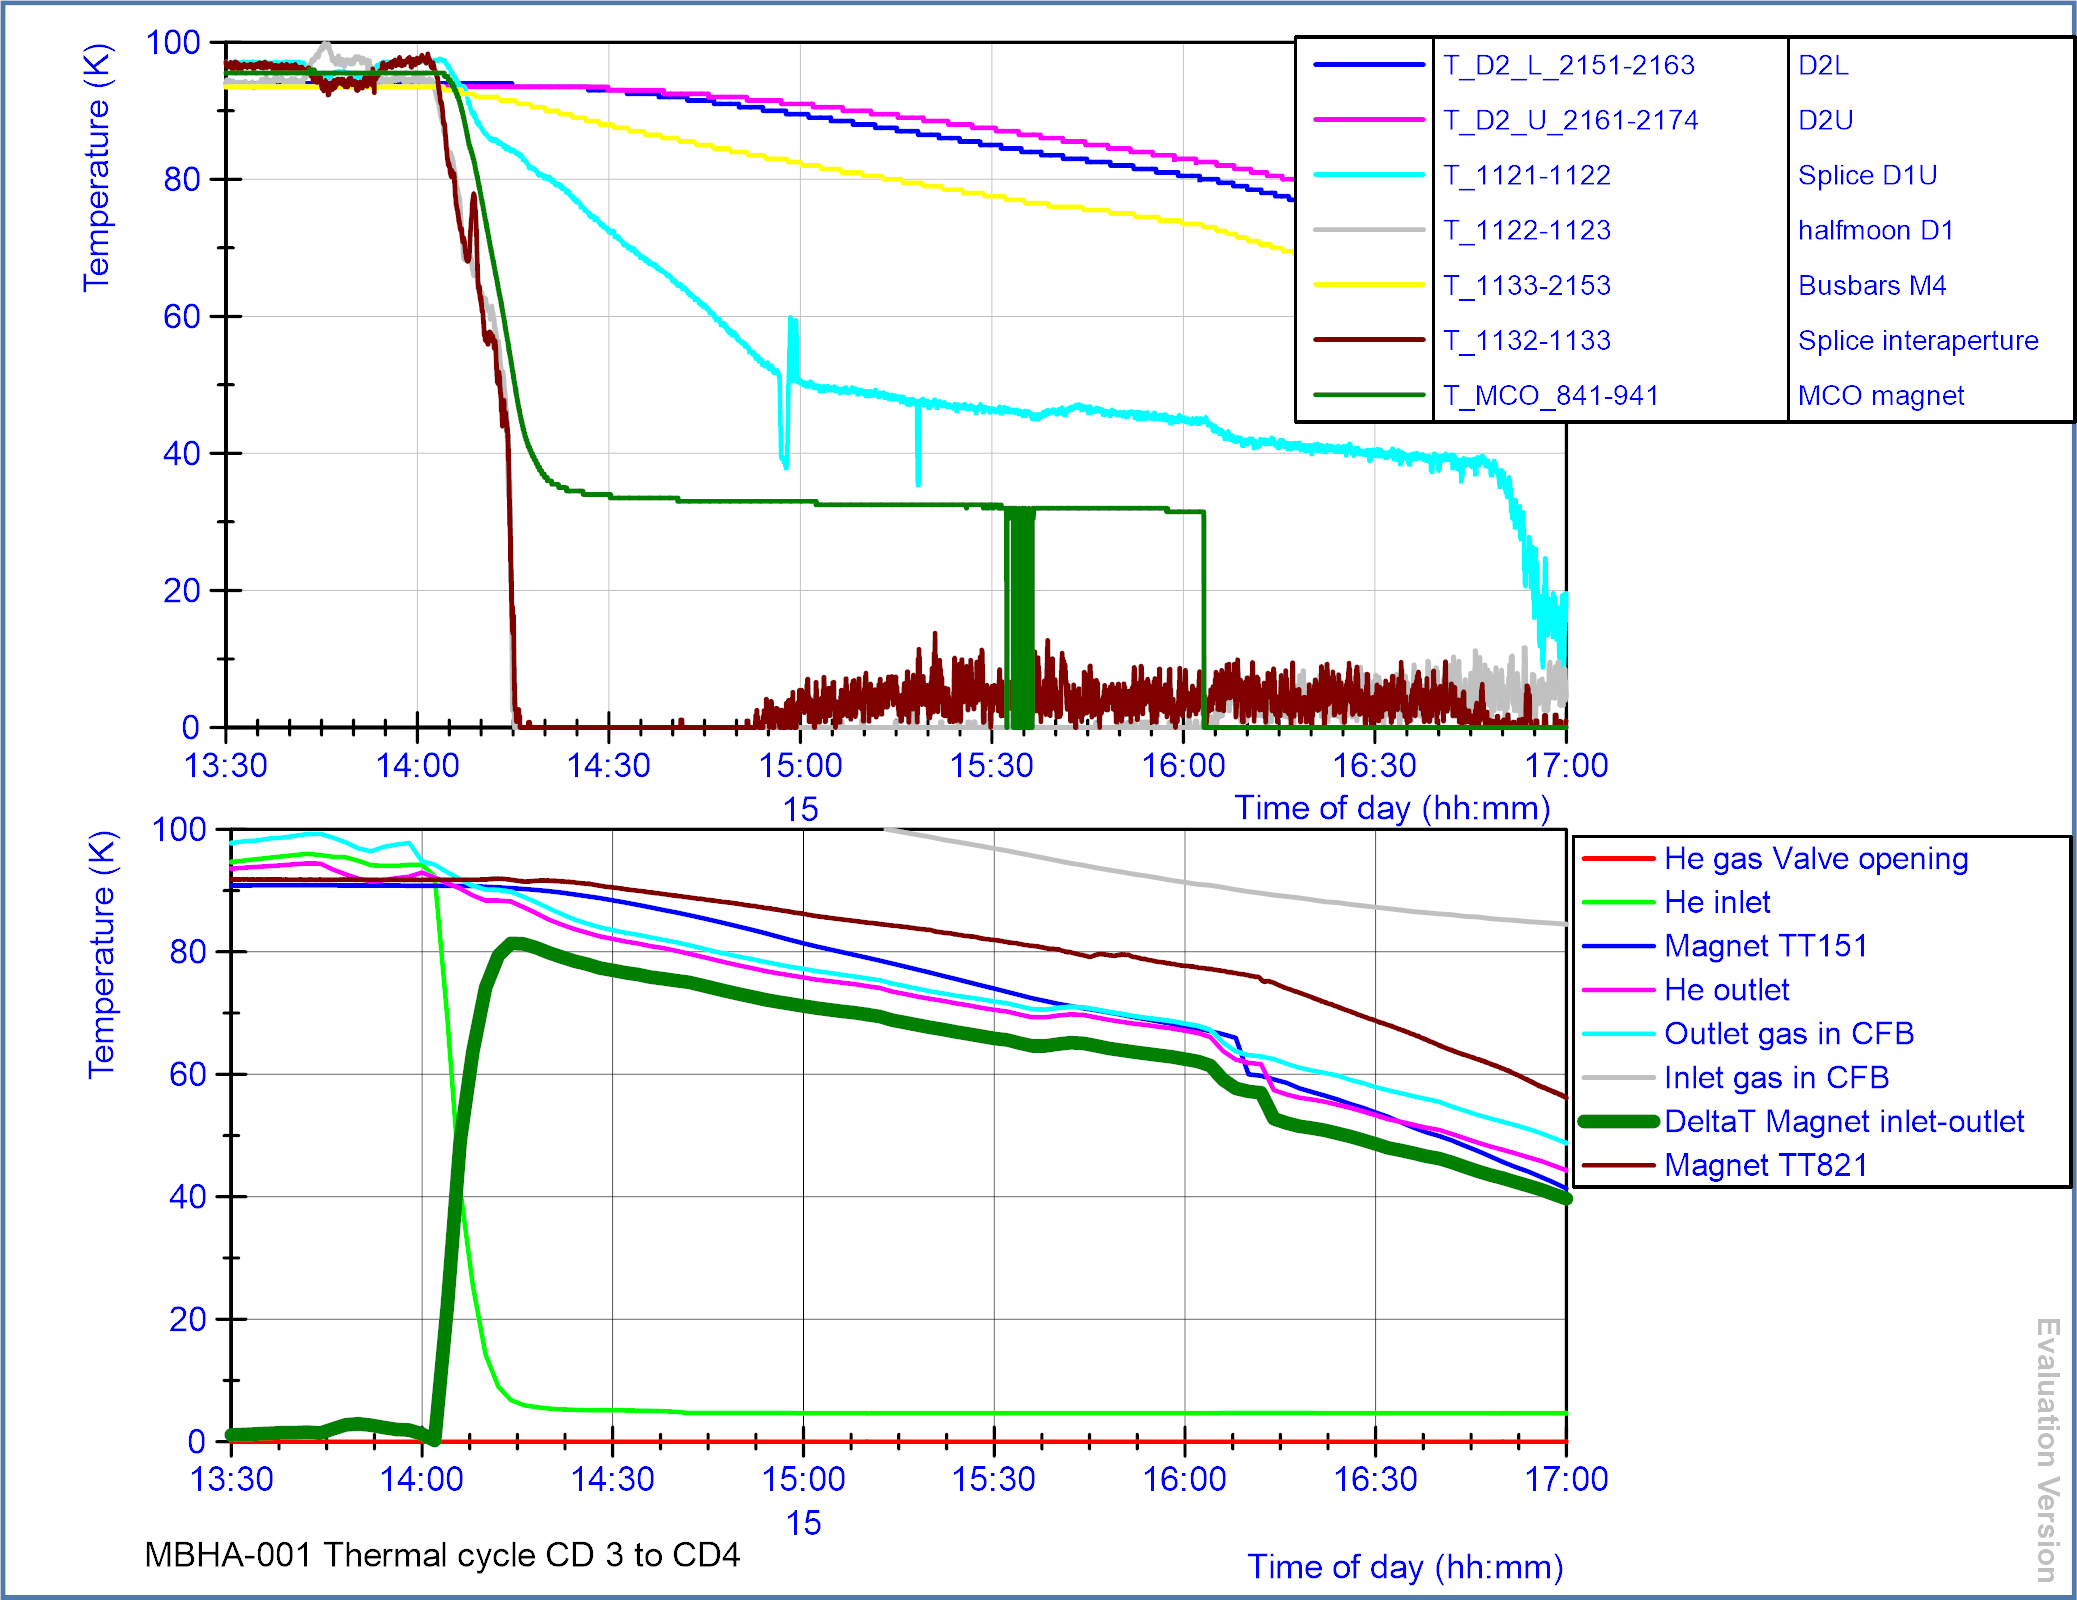 Temperature (K)
100
80
60
40
20
0
13:30 14:00 14:30 15:00 15:30 16:00 16:30 17:00
15
Time of day (hh:mm)
T_D2_L_2151-2163 D2L
T_D2_U_2161-2174 D2U
T_1121-1122 Splice D1U
T_1122-1123 halfmoon D1
T_1133-2153 Busbars M4
T_1132-1133 Splice interaperture
T_MCO_841-941 MCO magnet
Temperature (K)
100
80
60
40
20
0
13:30 14:00 14:30 15:00 15:30 16:00 16:30 17:00
15
Time of day (hh:mm)
He gas Valve opening
He inlet
Magnet TT151
He outlet
Outlet gas in CFB
Inlet gas in CFB
DeltaT Magnet inlet-outlet
Magnet TT821
MBHA-001 Thermal cycle CD 3 to CD4
Evaluation Version